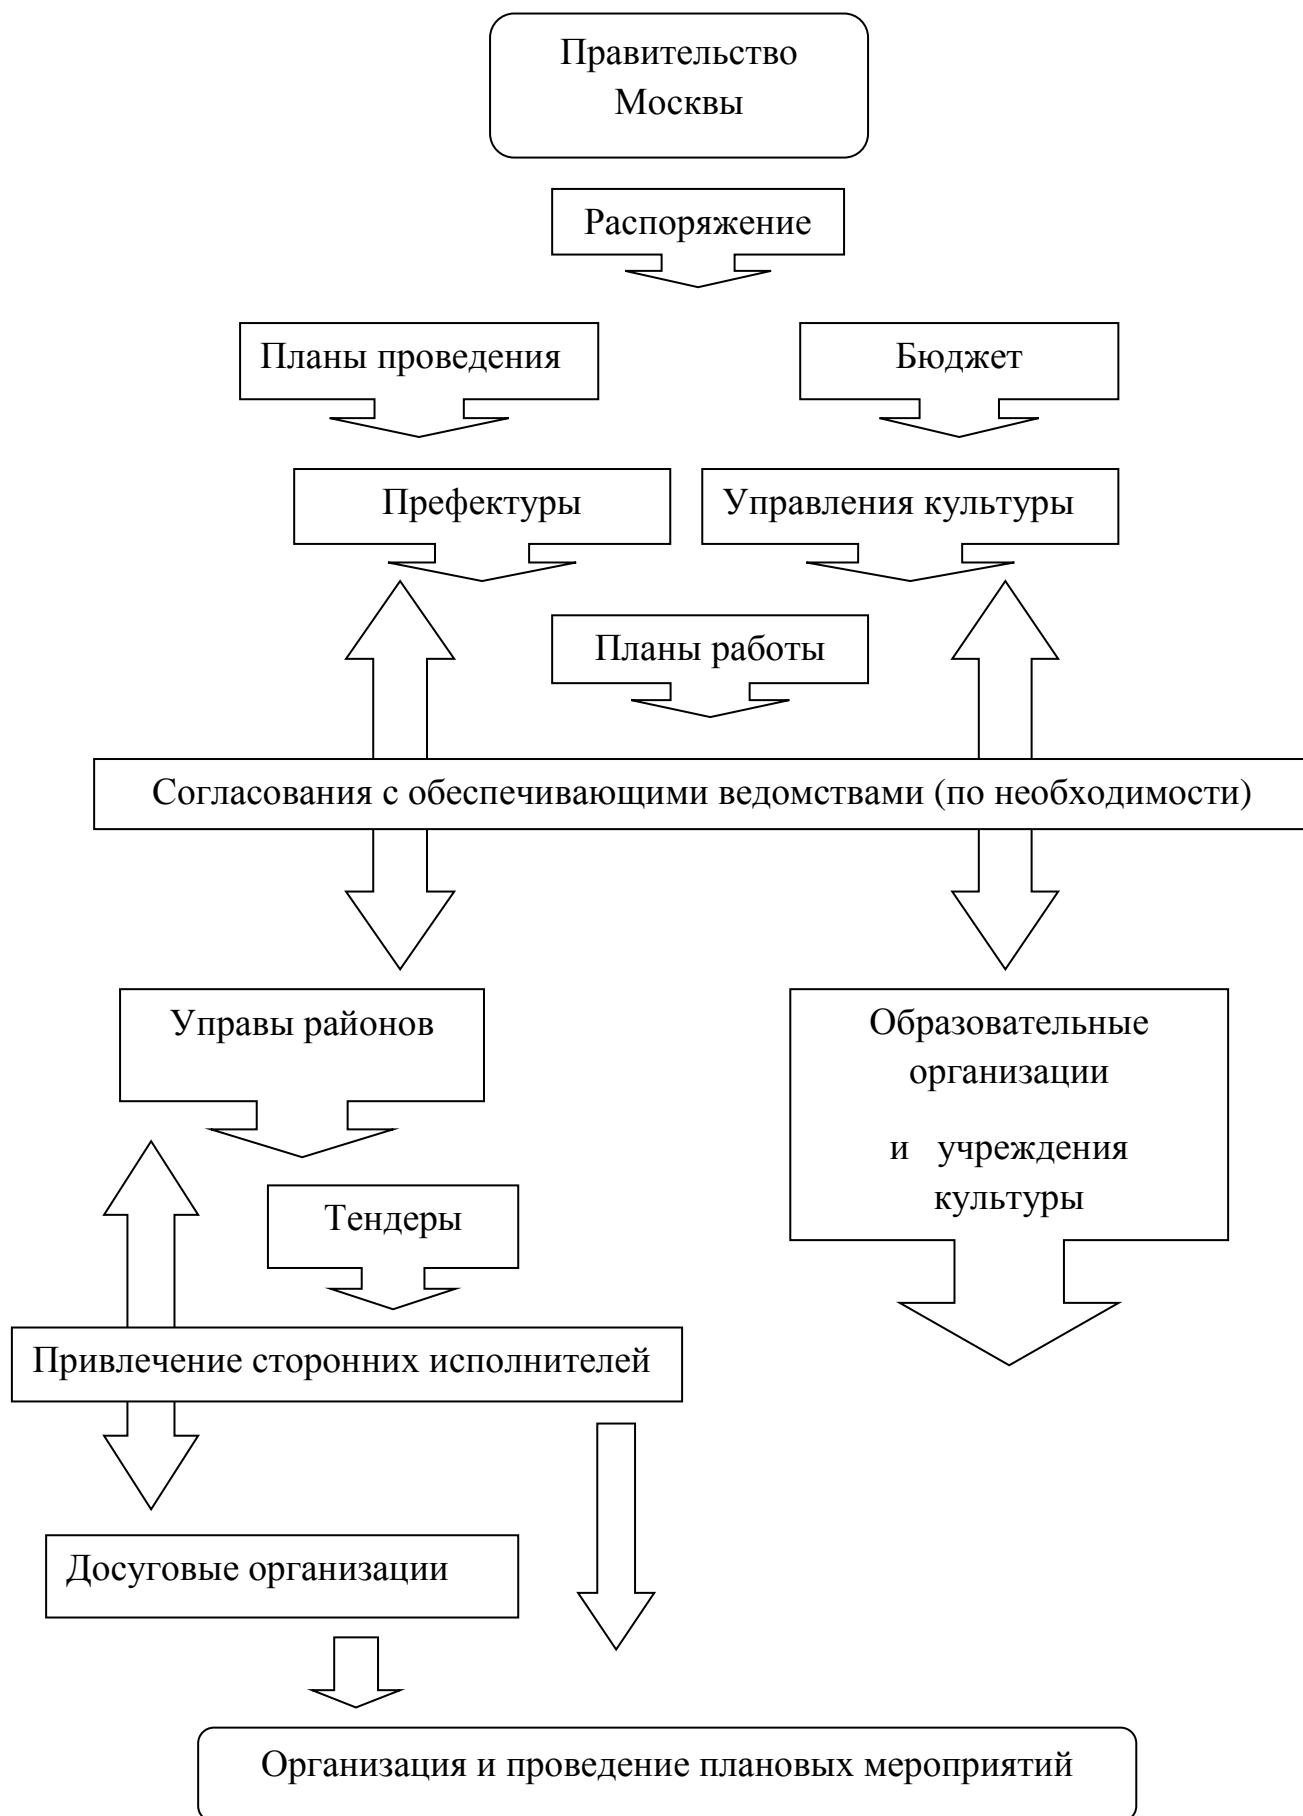 Правительство
Москвы
Распоряжение
Планы проведения
Бюджет
Префектуры
Управления культуры
Планы работы
Согласования с обеспечивающими ведомствами (по необходимости)
Управы районов
Образовательные
организации
и учреждения
культуры
Тендеры
Привлечение сторонних исполнителей
Досуговые организации
Организация и проведение плановых мероприятий